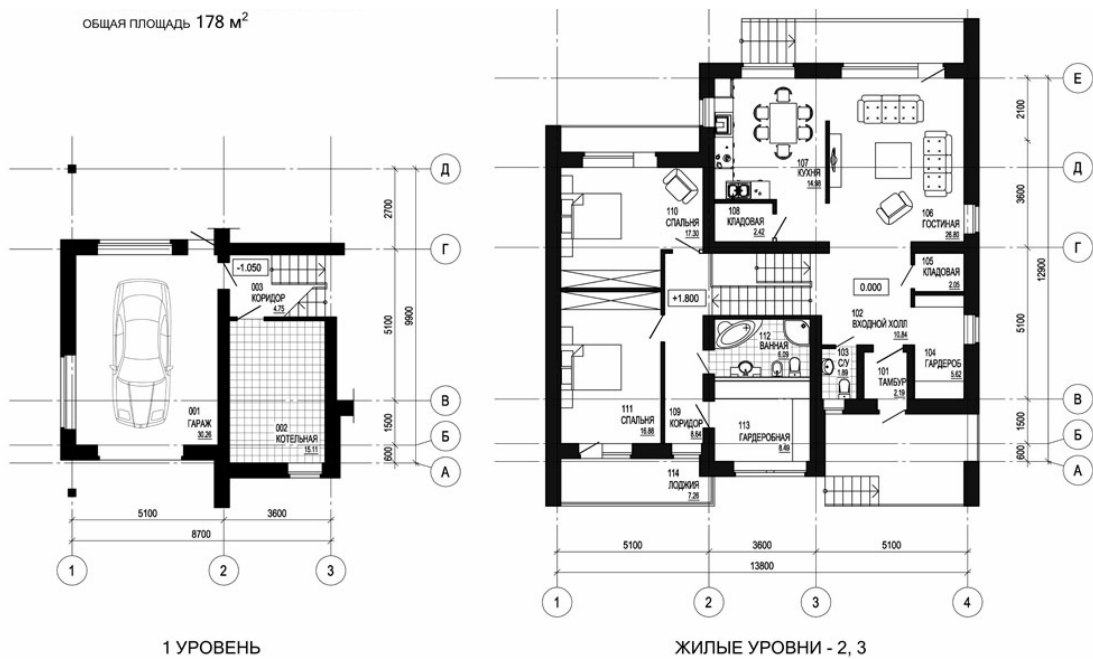 ОБЩАЯ ПЛОЩАДЬ 178 м²
-1.050
003
КОРИДОР
4.75
001
ГАРАЖ
30.26
002
КОТЕЛЬНАЯ
15.11
Д
Г
В
Б
А
2700
5100
1500
600
9900
5100
3600
8700
1
2
3
1 УРОВЕНЬ
107
КУХНЯ
14.98
108
КЛАДОВАЯ
2.42
106
ГОСТИНАЯ
26.80
110
СПАЛЬНЯ
17.30
105
КЛАДОВАЯ
2.05
+1.800
0.000
102
ВХОДНОЙ ХОЛЛ
10.84
112
ВАННАЯ
6.09
103
С/У
1.89
101
ТАМБУР
2.19
104
ГАРДЕРОБ
5.62
111
СПАЛЬНЯ
16.88
109
КОРИДОР
6.64
113
ГАРДЕРОБНАЯ
8.49
114
ЛОДЖИЯ
7.26
Е
Д
Г
В
Б
А
2100
3600
5100
1500
600
12900
5100
3600
5100
13800
1
2
3
4
ЖИЛЫЕ УРОВНИ - 2, 3